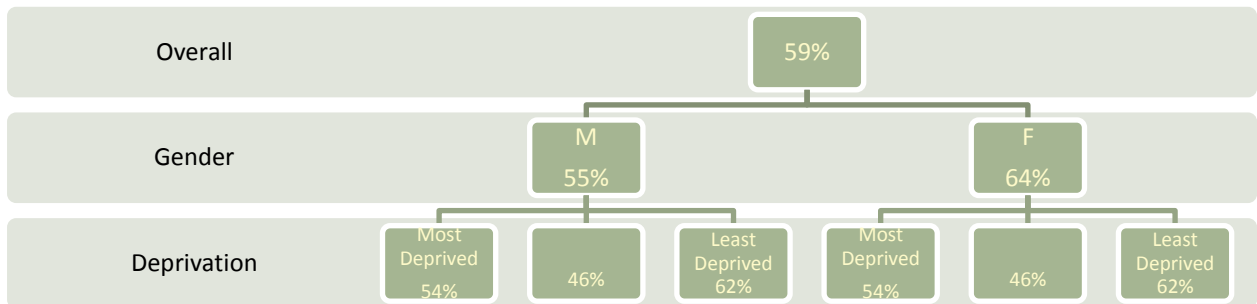 Overall
59%
Gender
M
55%
F
64%
Deprivation
Most
Deprived
54%
46%
Least
Deprived
62%
Most
Deprived
54%
46%
Least
Deprived
62%